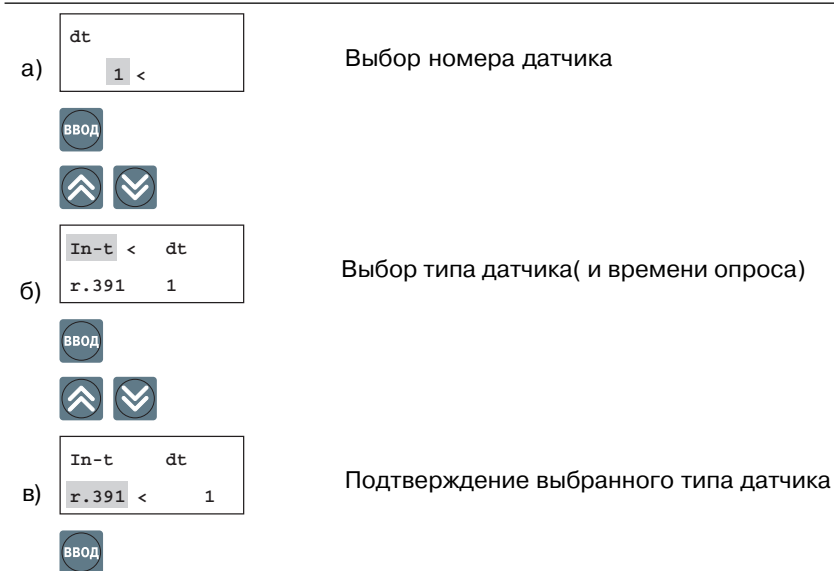 dt
а) 1 < Выбор номера датчика
ВВОД
In-t < dt
Выбор типа датчика( и времени опроса)
б) r.391 1
ВВОД
In-t dt
Подтверждение выбранного типа датчика
в) r.391 < 1
ВВОД